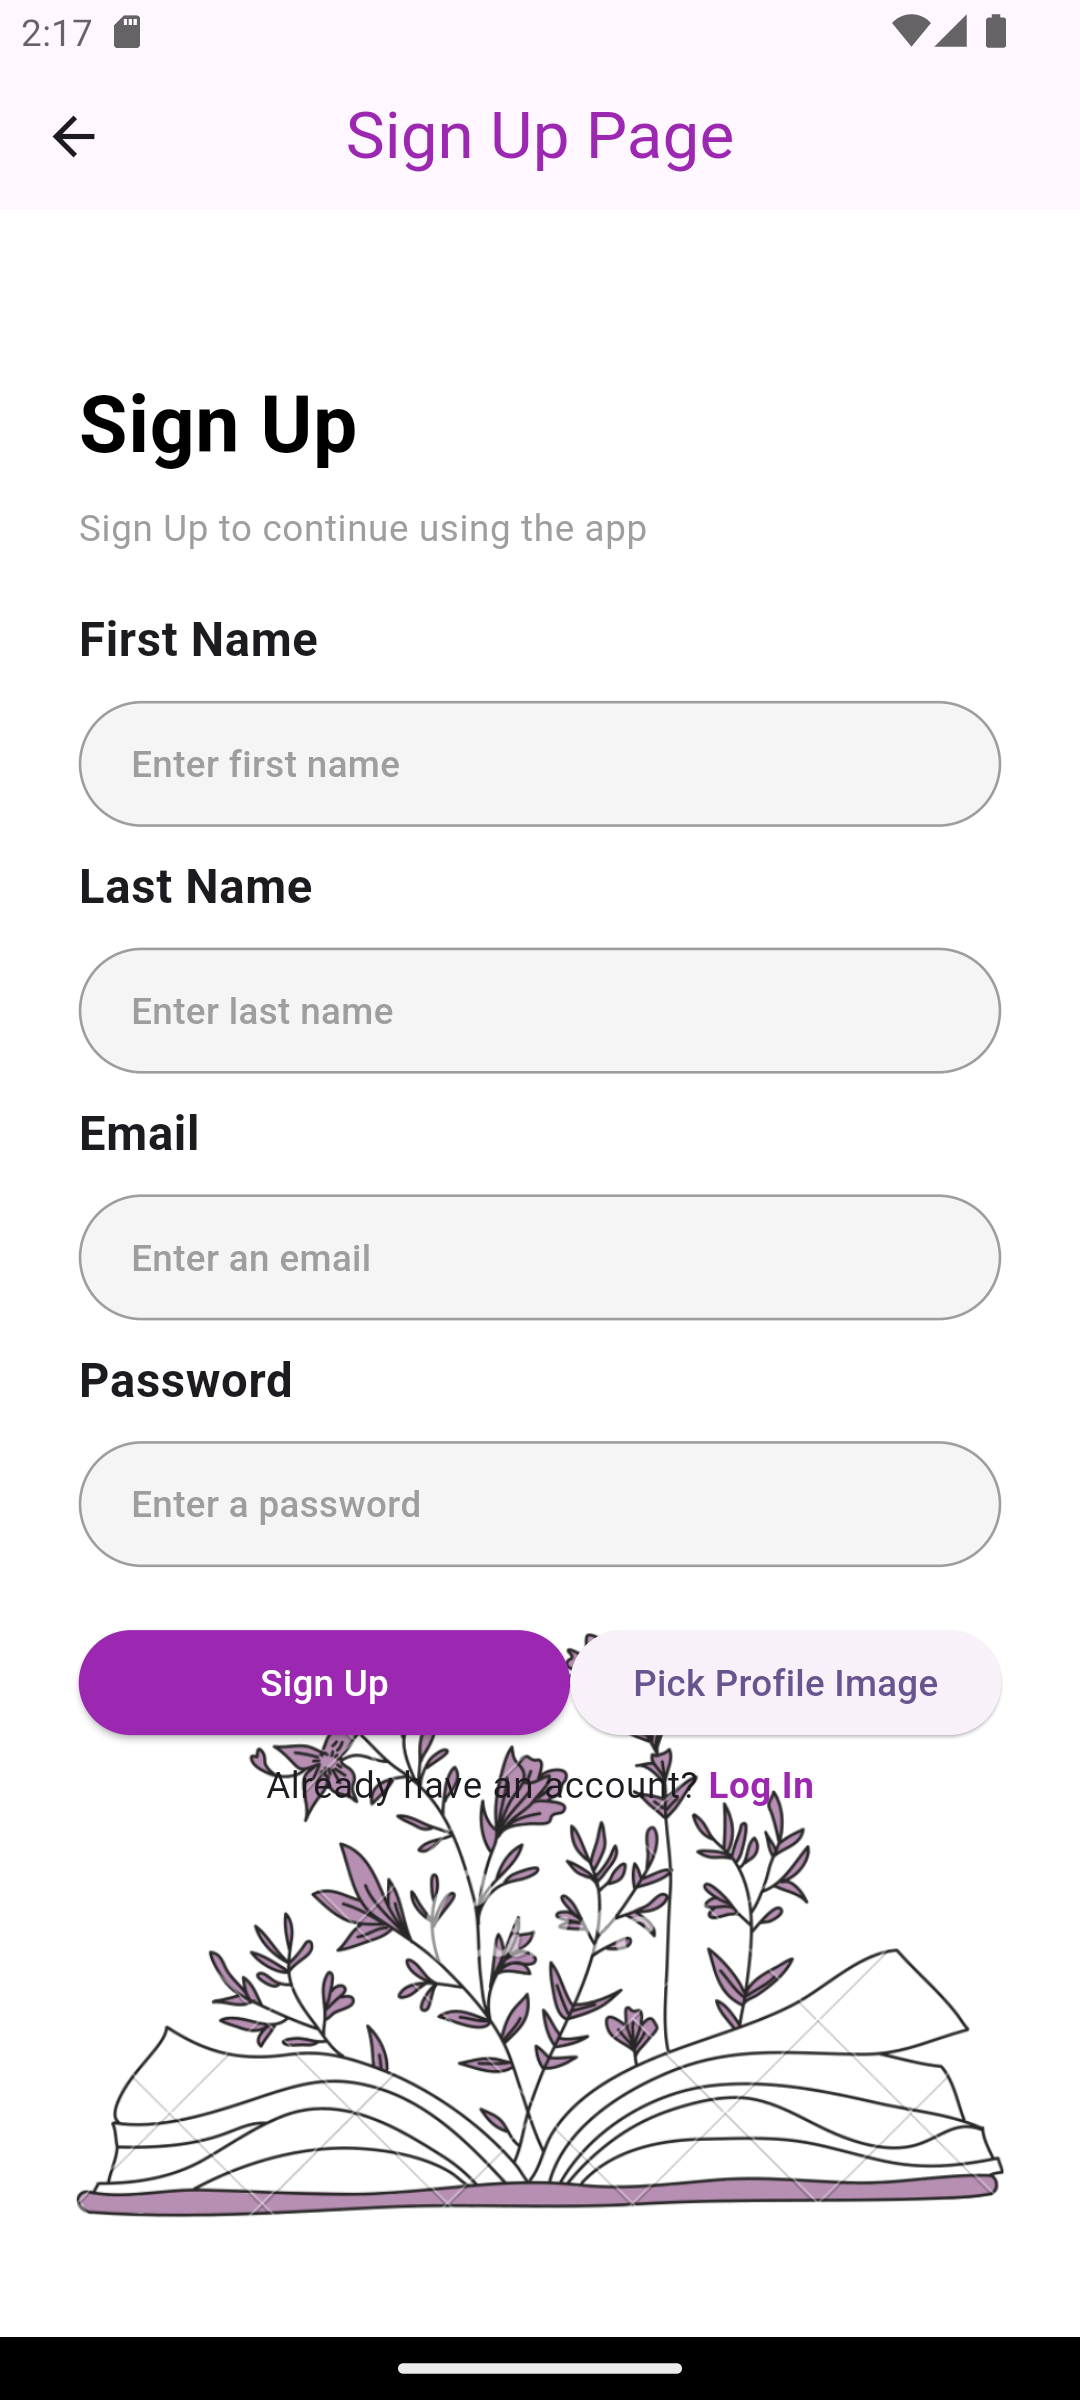 2:17
Sign Up Page
Sign Up
Sign Up to continue using the app
First Name
Enter first name
Last Name
Enter last name
Email
Enter an email
Password
Enter a password
Sign Up Pick Profile Image
Already have an account? Log In